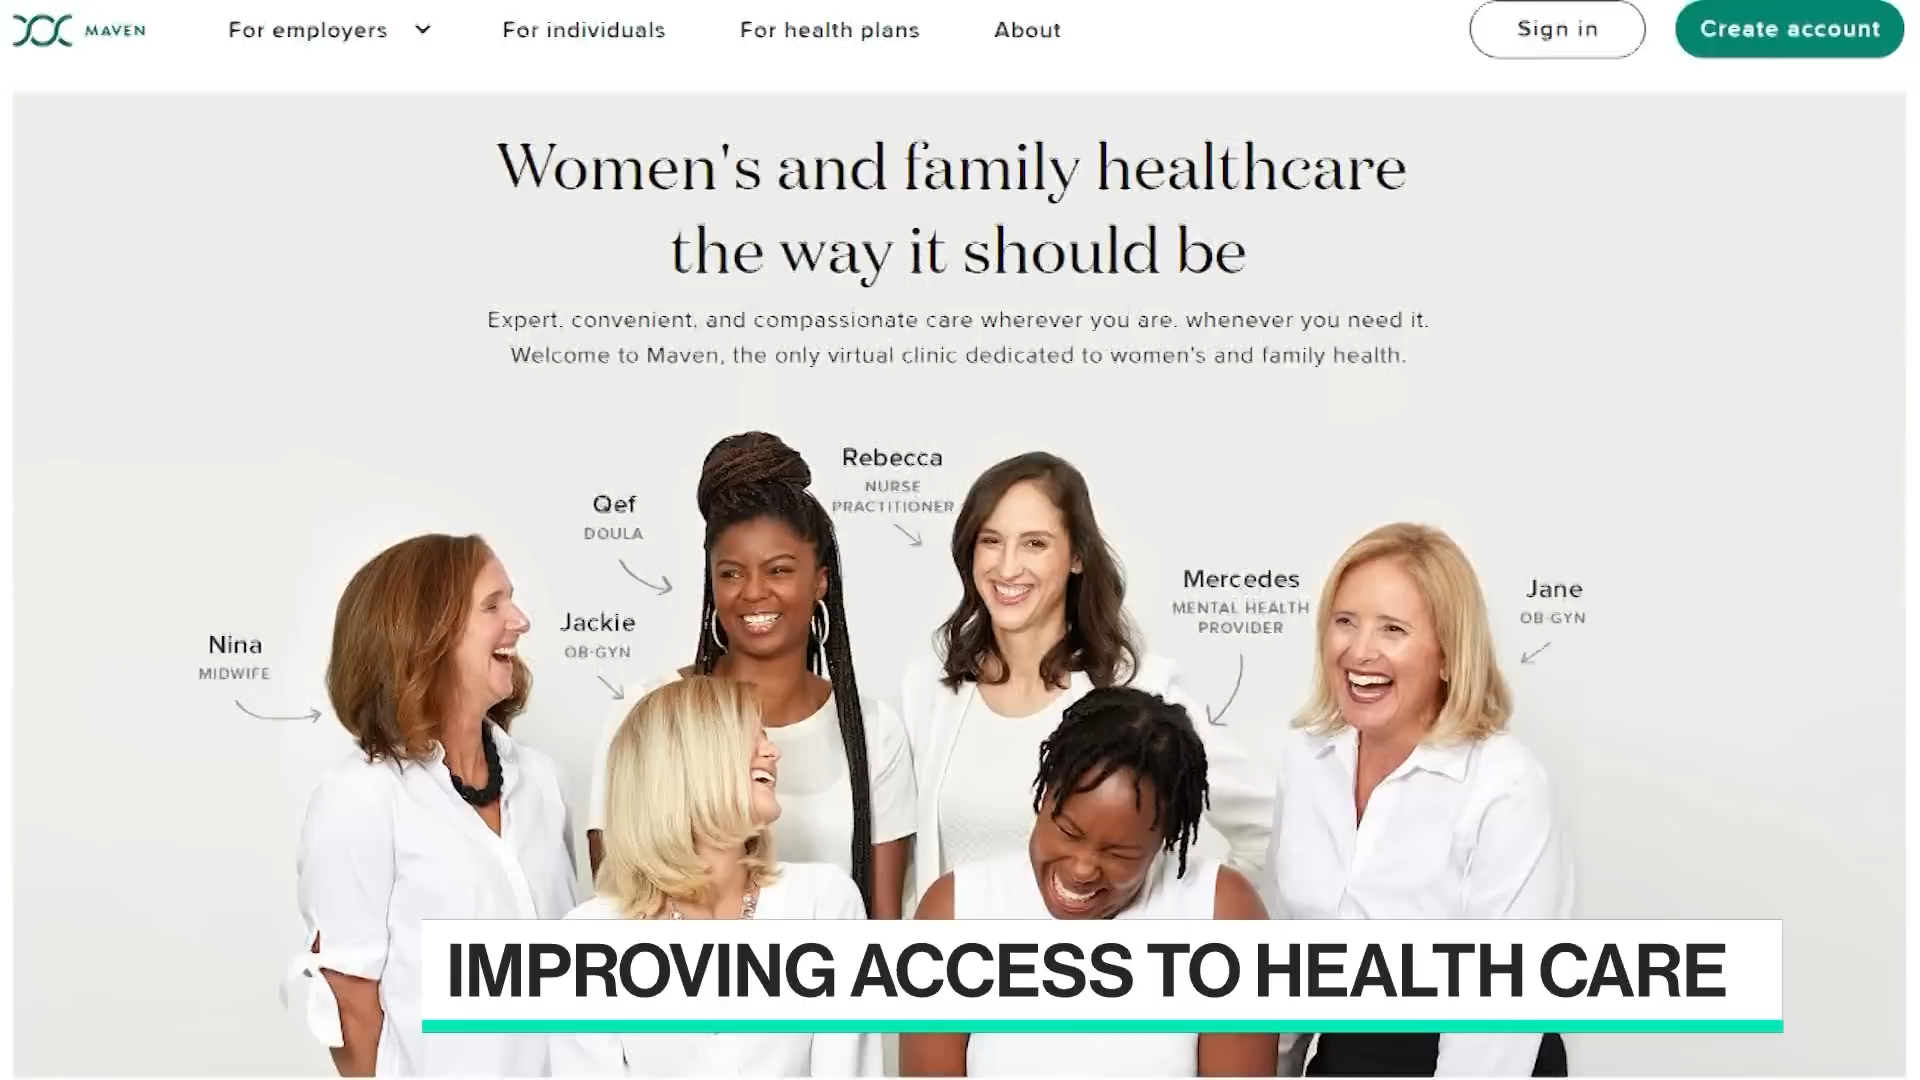 MAVEN
For employers
For individuals
For health plans
About
Sign in
Create account
Women's and family healthcare
the way it should be
Expert, convenient, and compassionate care wherever you are, whenever you need it.
Welcome to Maven, the only virtual clinic dedicated to women's and family health.
Rebecca
NURSE
PRACTITIONER
Qef
DOULA
Mercedes
MENTAL HEALTH
PROVIDER
Jane
OB-GYN
Jackie
OB-GYN
Nina
MIDWIFE
IMPROVING ACCESS TO HEALTH CARE